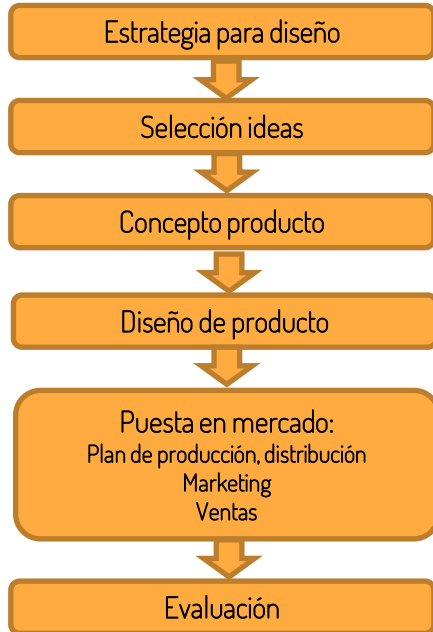 Estrategia para diseño
Selección ideas
Concepto producto
Diseño de producto
Puesta en mercado:
Plan de producción, distribución
Marketing
Ventas
Evaluación